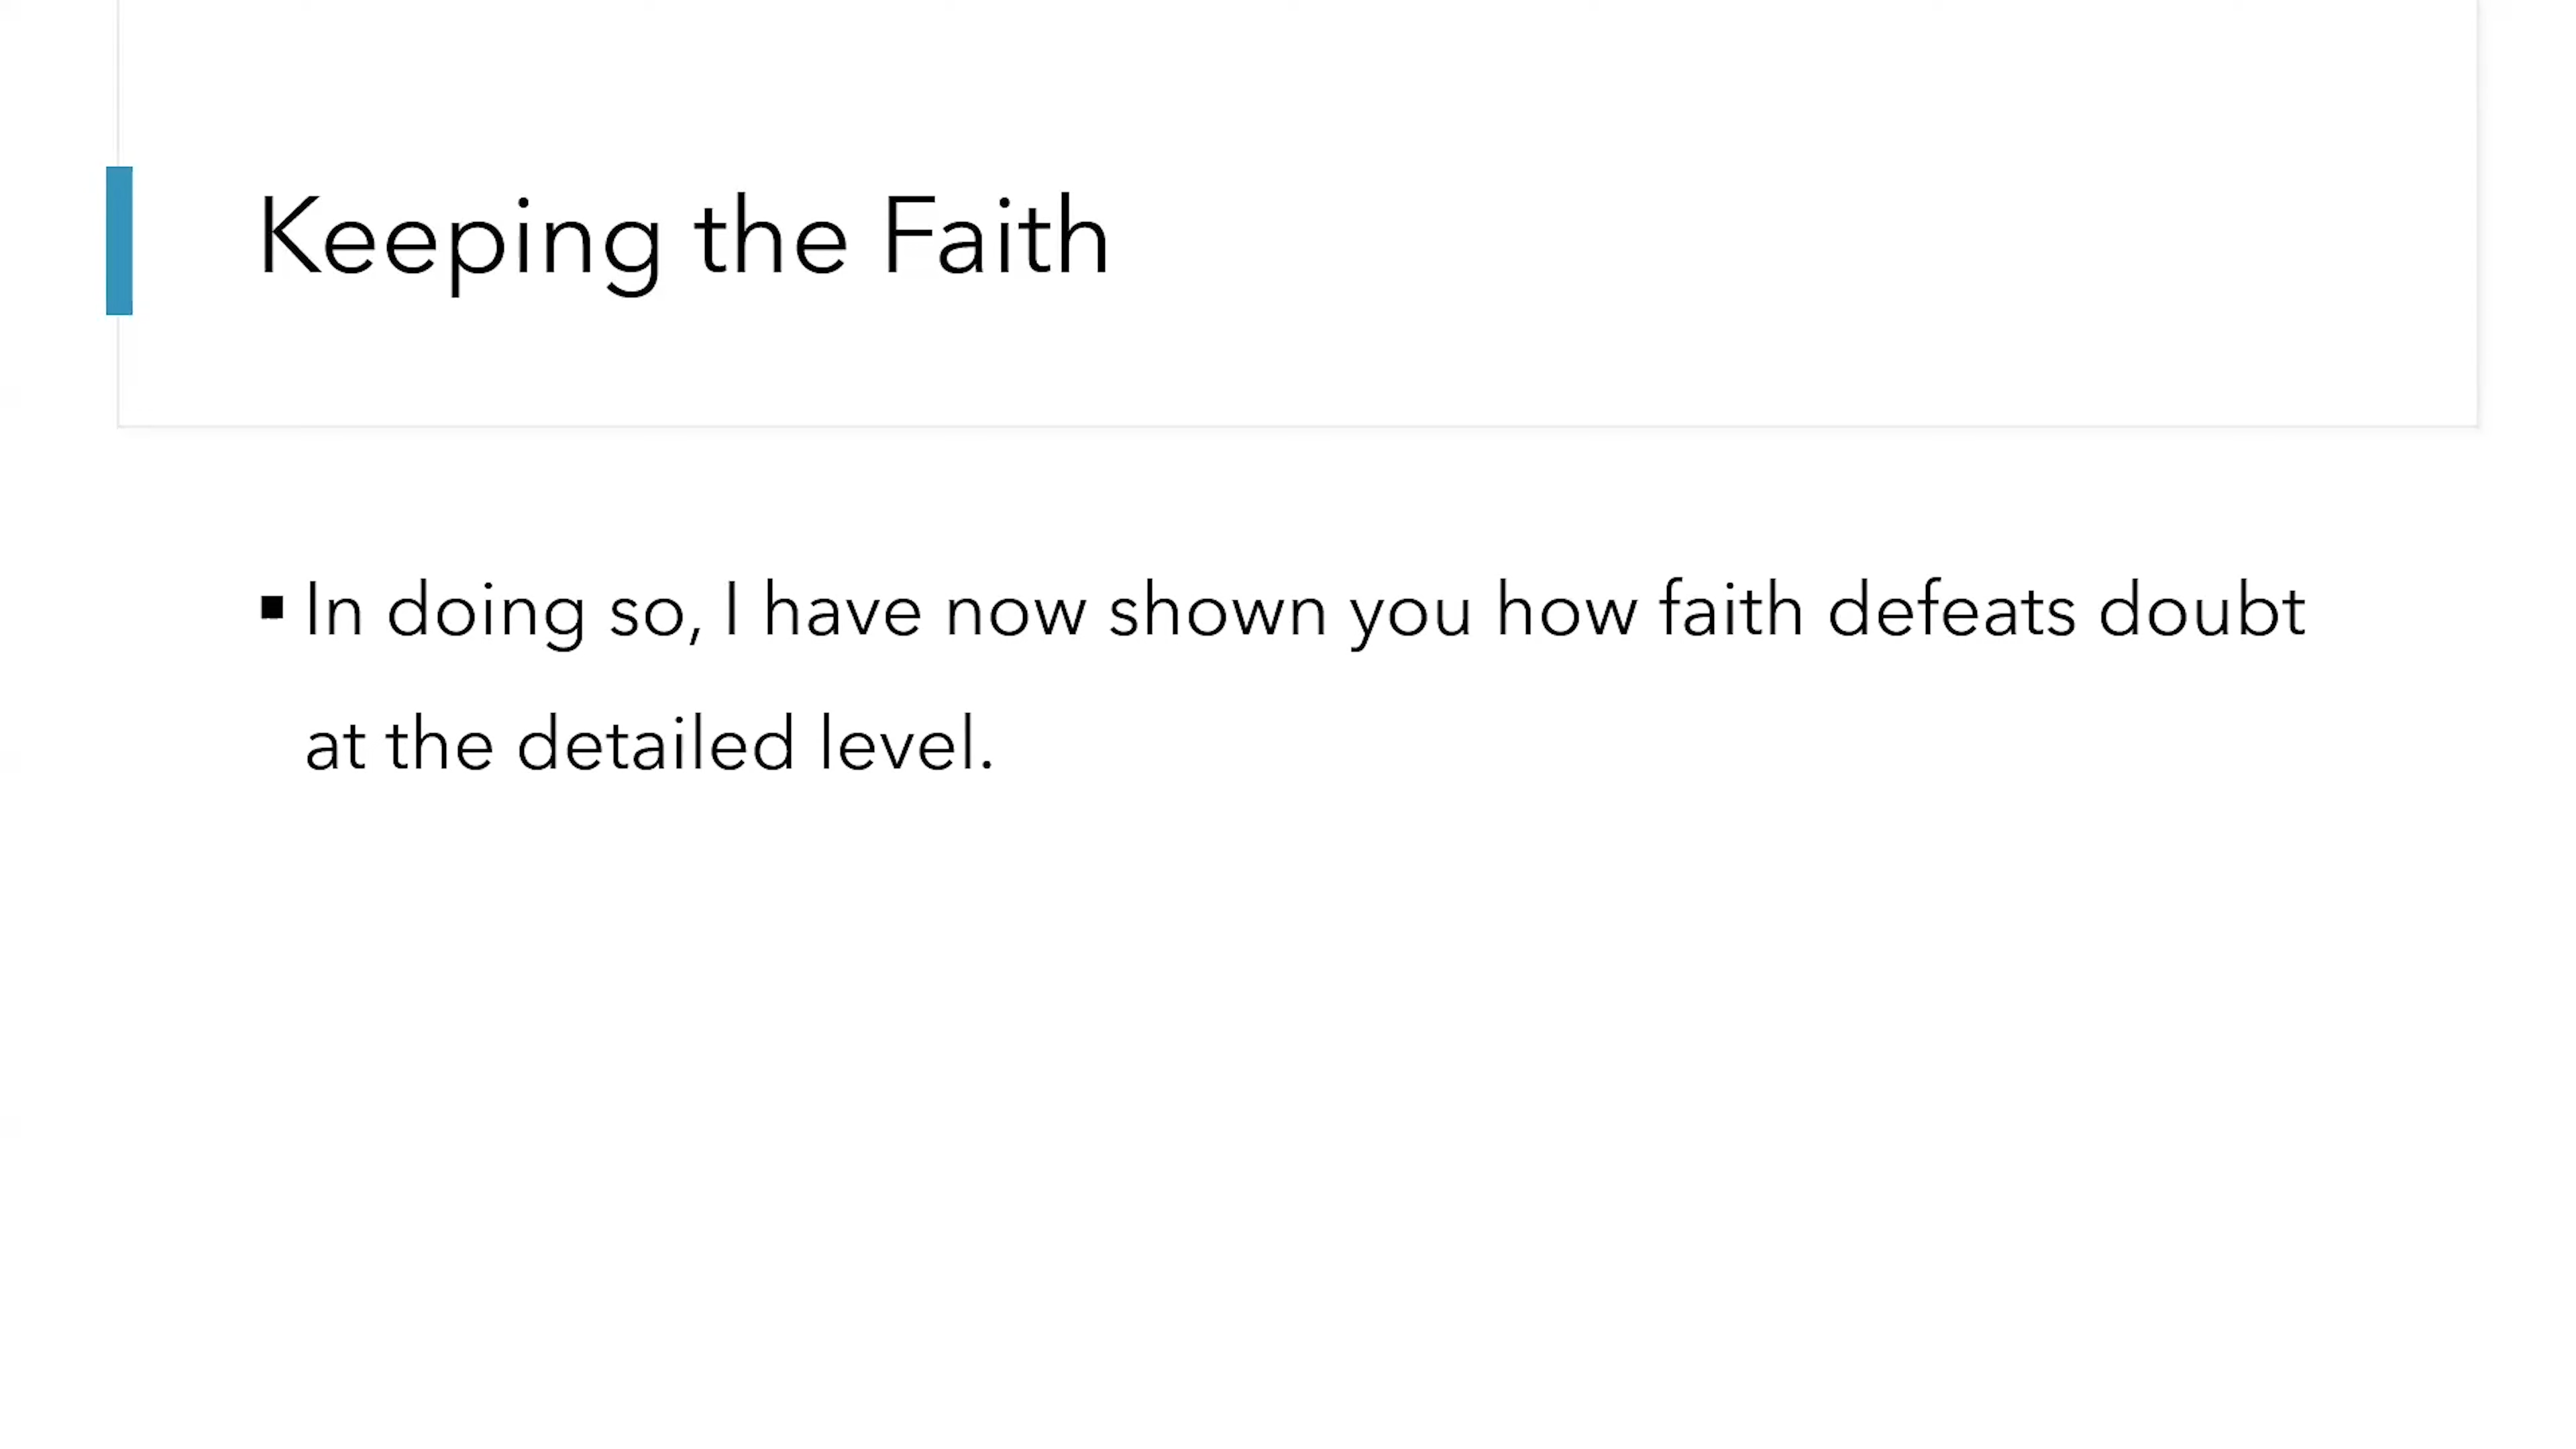 Keeping the Faith
▪ In doing so, I have now shown you how faith defeats doubt
at the detailed level.